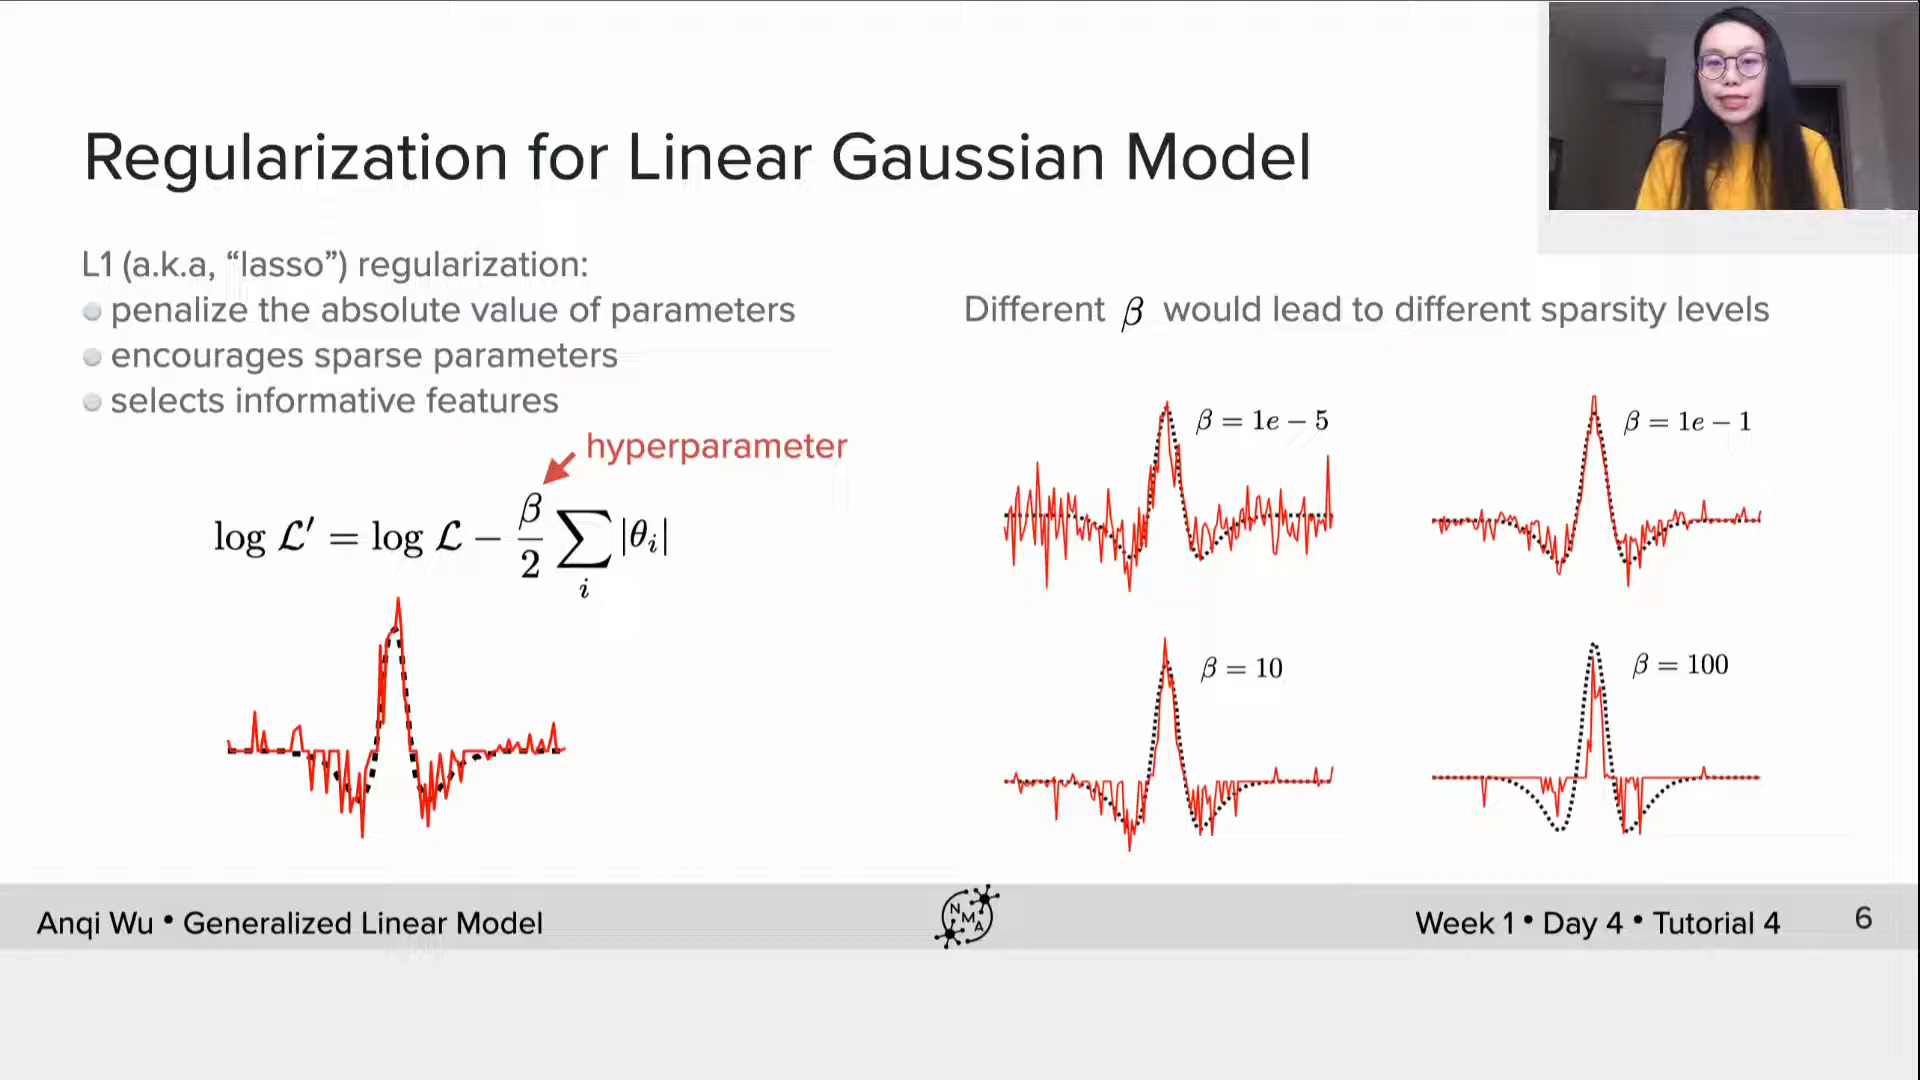 Regularization for Linear Gaussian Model
L1 (a.k.a, “lasso”) regularization:
penalize the absolute value of parameters
encourages sparse parameters
selects informative features
hyperparameter
log ℒ′ = log ℒ − β/2 ∑_i |θ_i|
Different β would lead to different sparsity levels
β = 1e − 5
β = 1e − 1
β = 10
β = 100
Anqi Wu • Generalized Linear Model
NMA
Week 1 • Day 4 • Tutorial 4
6